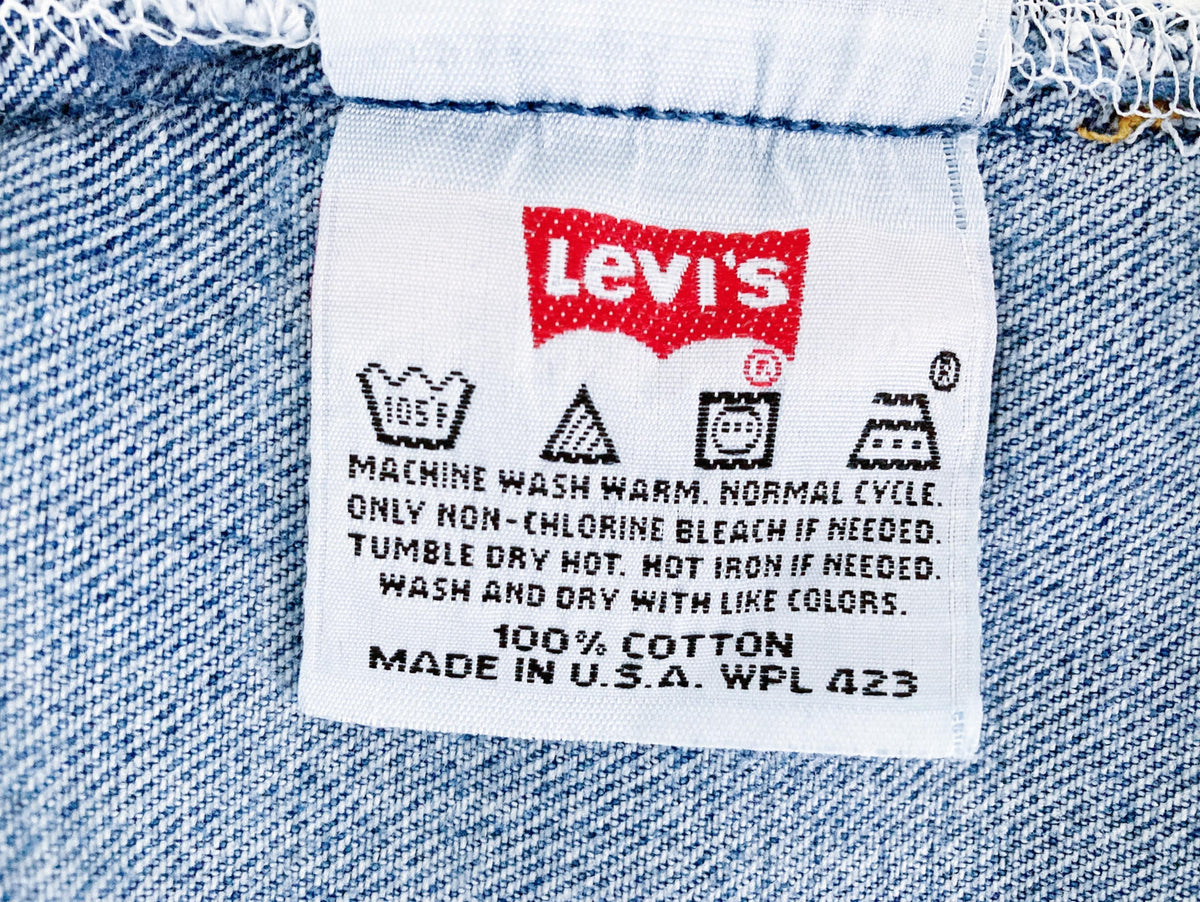 Levi's
®
105°F
MACHINE WASH WARM. NORMAL CYCLE.
ONLY NON-CHLORINE BLEACH IF NEEDED.
TUMBLE DRY HOT. HOT IRON IF NEEDED.
WASH AND DRY WITH LIKE COLORS.
100% COTTON
MADE IN U.S.A. WPL 423